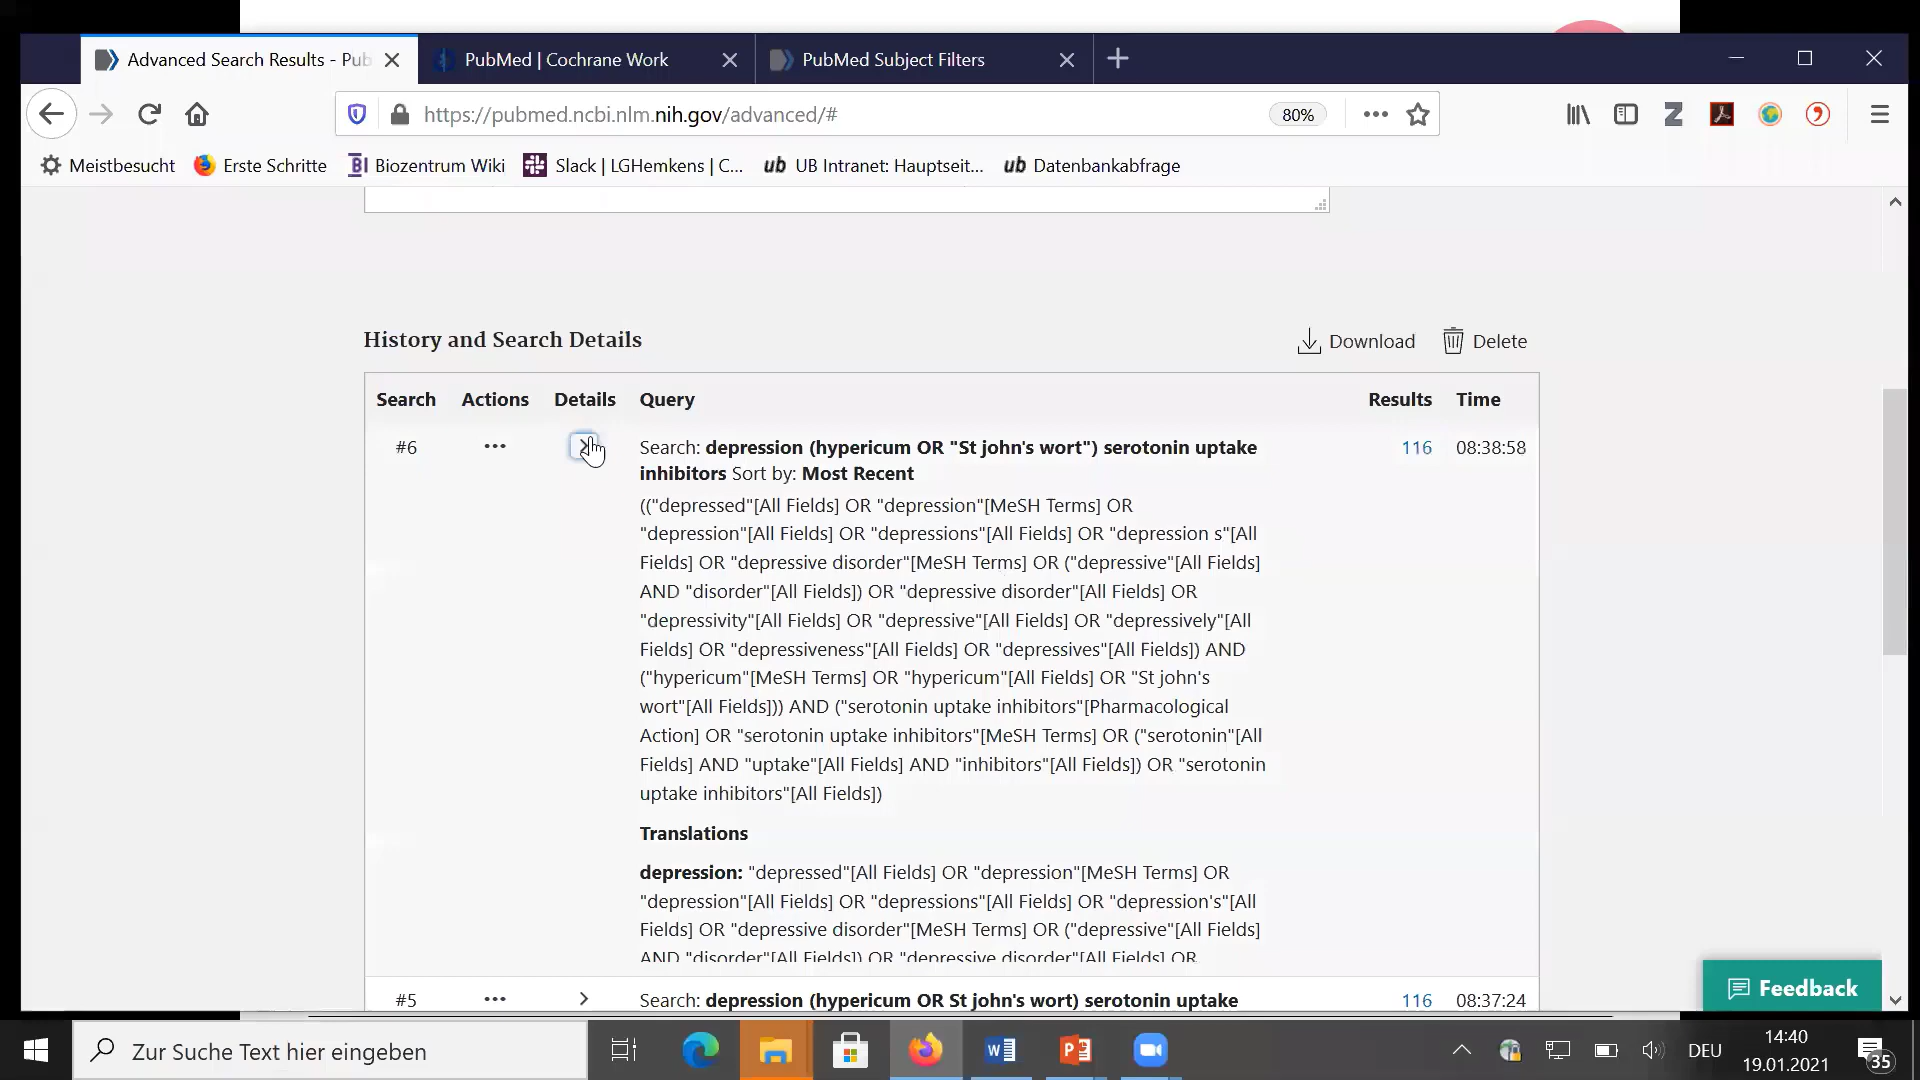 Advanced Search Results - Pub
PubMed | Cochrane Work
PubMed Subject Filters
https://pubmed.ncbi.nlm.nih.gov/advanced/#
80%
Meistbesucht
Erste Schritte
Biozentrum Wiki
Slack | LGHemkens | C...
UB Intranet: Hauptseit...
Datenbankabfrage
History and Search Details
Download
Delete
Search Actions Details Query Results Time
#6 Search: depression (hypericum OR "St john's wort") serotonin uptake 116 08:38:58
inhibitors Sort by: Most Recent
(("depressed"[All Fields] OR "depression"[MeSH Terms] OR
"depression"[All Fields] OR "depressions"[All Fields] OR "depression s"[All
Fields] OR "depressive disorder"[MeSH Terms] OR ("depressive"[All Fields]
AND "disorder"[All Fields]) OR "depressive disorder"[All Fields] OR
"depressivity"[All Fields] OR "depressive"[All Fields] OR "depressively"[All
Fields] OR "depressiveness"[All Fields] OR "depressives"[All Fields]) AND
("hypericum"[MeSH Terms] OR "hypericum"[All Fields] OR "St john's
wort"[All Fields])) AND ("serotonin uptake inhibitors"[Pharmacological
Action] OR "serotonin uptake inhibitors"[MeSH Terms] OR ("serotonin"[All
Fields] AND "uptake"[All Fields] AND "inhibitors"[All Fields]) OR "serotonin
uptake inhibitors"[All Fields])
Translations
depression: "depressed"[All Fields] OR "depression"[MeSH Terms] OR
"depression"[All Fields] OR "depressions"[All Fields] OR "depression's"[All
Fields] OR "depressive disorder"[MeSH Terms] OR ("depressive"[All Fields]
AND "disorder"[All Fields]) OR "depressive disorder"[All Fields] OR
#5 Search: depression (hypericum OR St john's wort) serotonin uptake 116 08:37:24
Feedback
Zur Suche Text hier eingeben
DEU
14:40
19.01.2021
35